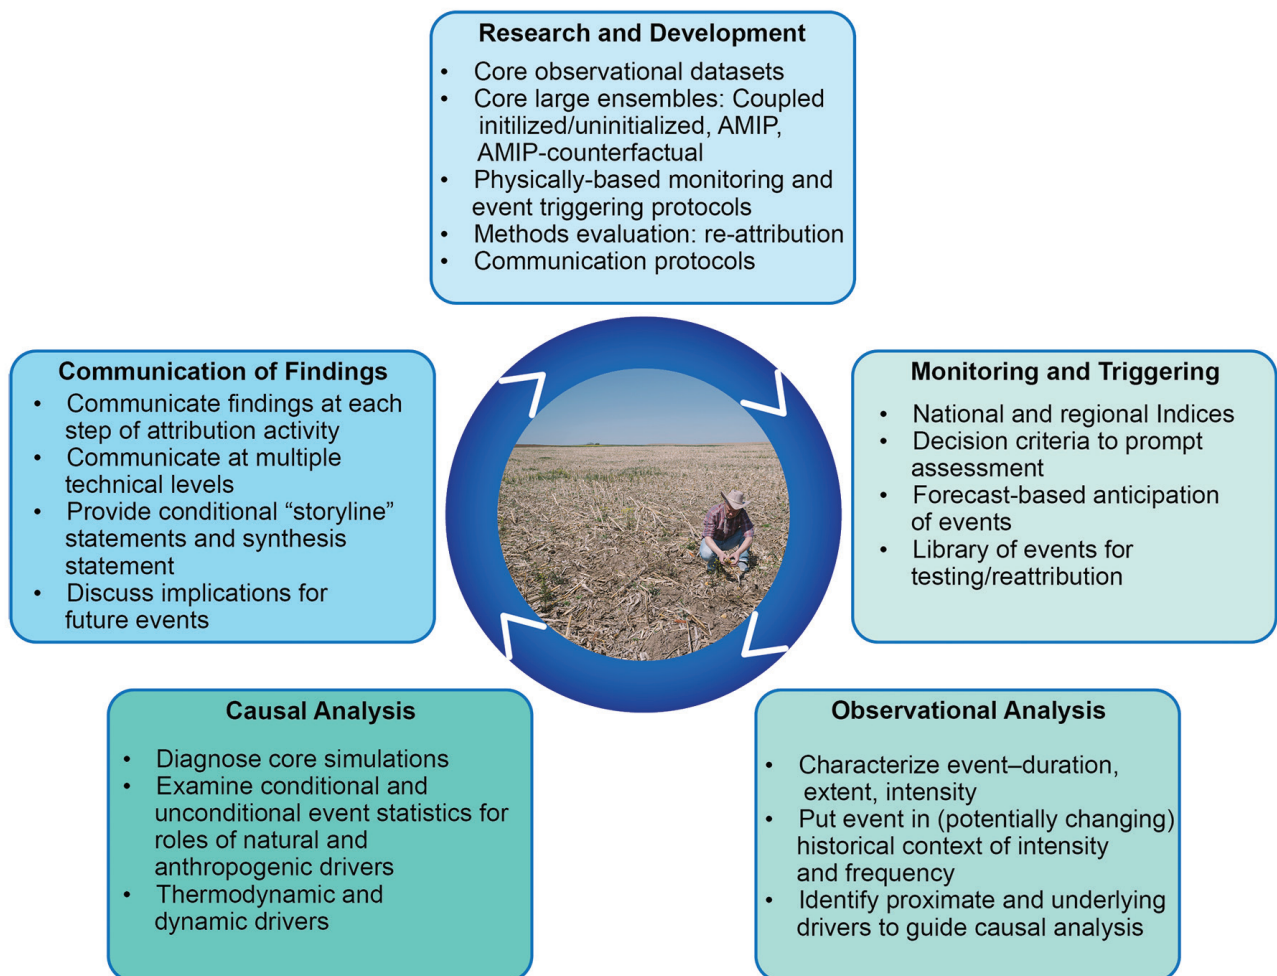 Research and Development
• Core observational datasets
• Core large ensembles: Coupled
initilized/uninitialized, AMIP,
AMIP-counterfactual
• Physically-based monitoring and
event triggering protocols
• Methods evaluation: re-attribution
• Communication protocols
Communication of Findings
• Communicate findings at each
step of attribution activity
• Communicate at multiple
technical levels
• Provide conditional “storyline”
statements and synthesis
statement
• Discuss implications for
future events
Monitoring and Triggering
• National and regional Indices
• Decision criteria to prompt
assessment
• Forecast-based anticipation
of events
• Library of events for
testing/reattribution
Causal Analysis
• Diagnose core simulations
• Examine conditional and
unconditional event statistics for
roles of natural and
anthropogenic drivers
• Thermodynamic and
dynamic drivers
Observational Analysis
• Characterize event–duration,
extent, intensity
• Put event in (potentially changing)
historical context of intensity
and frequency
• Identify proximate and underlying
drivers to guide causal analysis